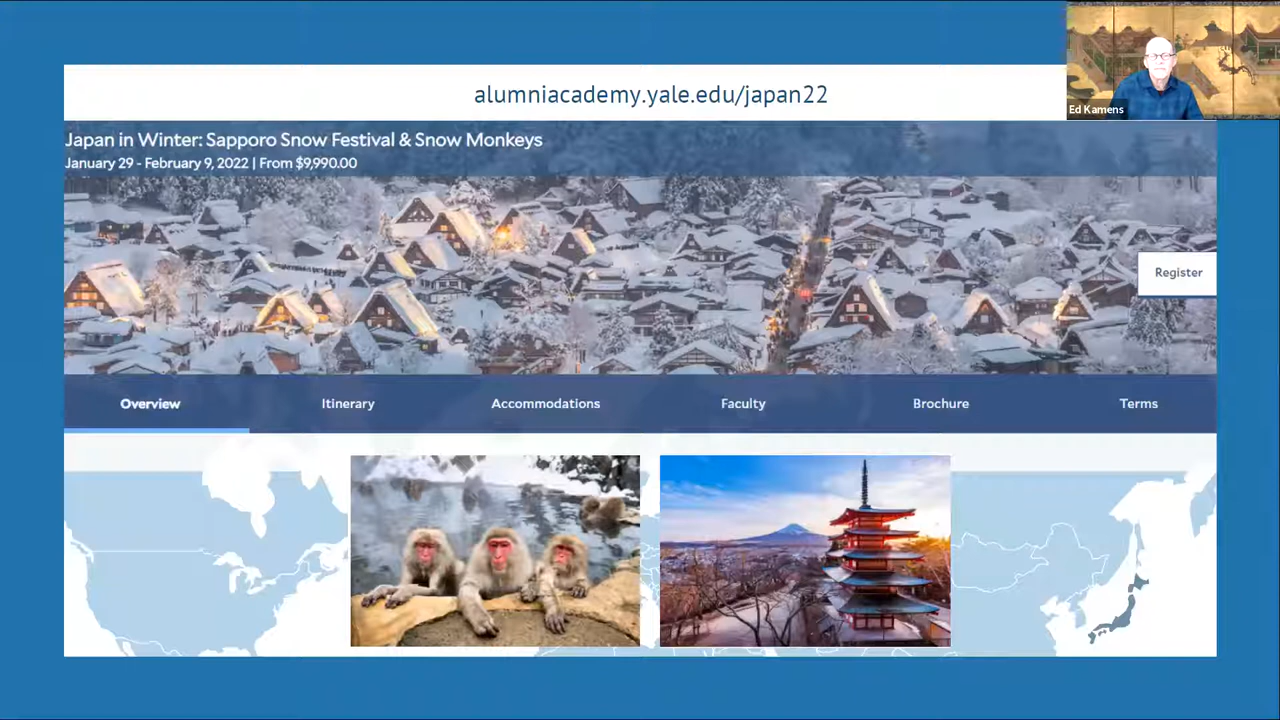 alumniacademy.yale.edu/japan22
Ed Kamens
Japan in Winter: Sapporo Snow Festival & Snow Monkeys
January 29 - February 9, 2022 | From $9,990.00
Register
Overview Itinerary Accommodations Faculty Brochure Terms